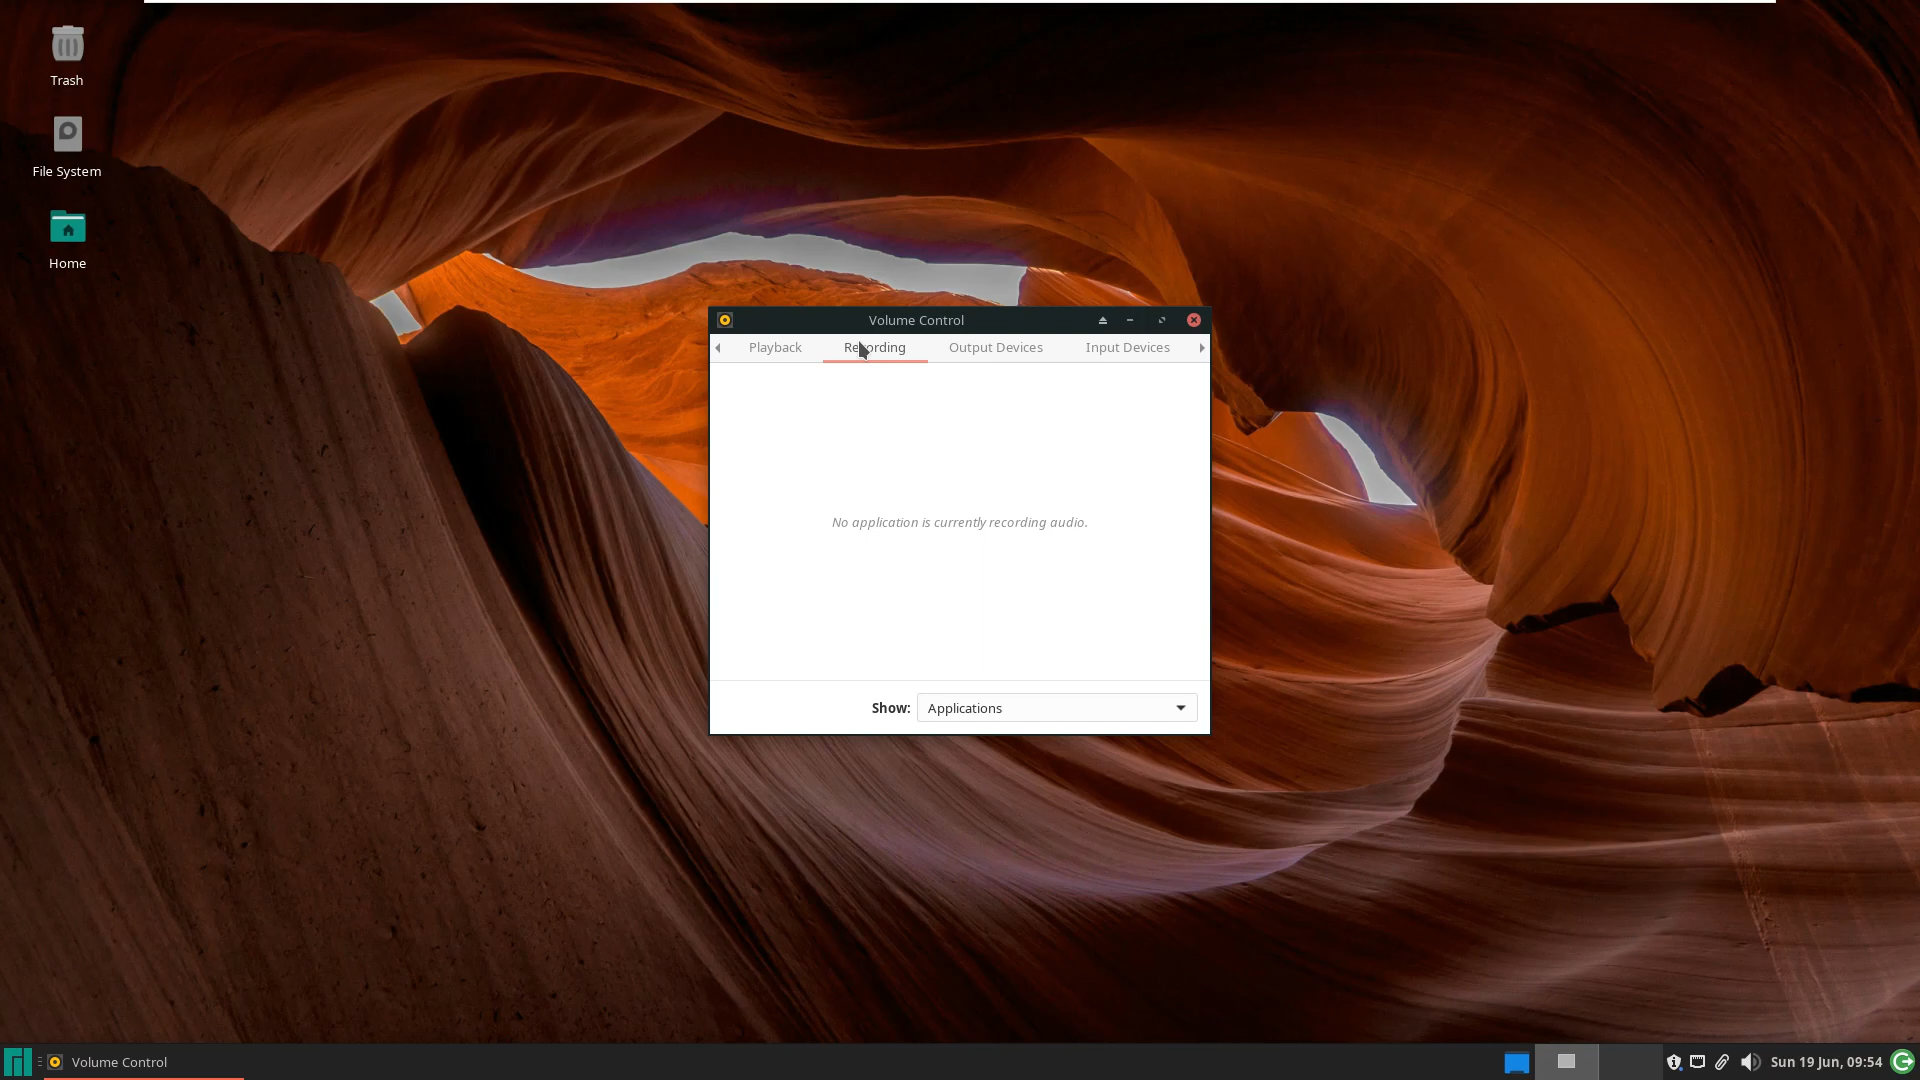 Trash
File System
Home
Volume Control
Playback
Recording
Output Devices
Input Devices
No application is currently recording audio.
Show: Applications
Volume Control
Sun 19 Jun, 09:54